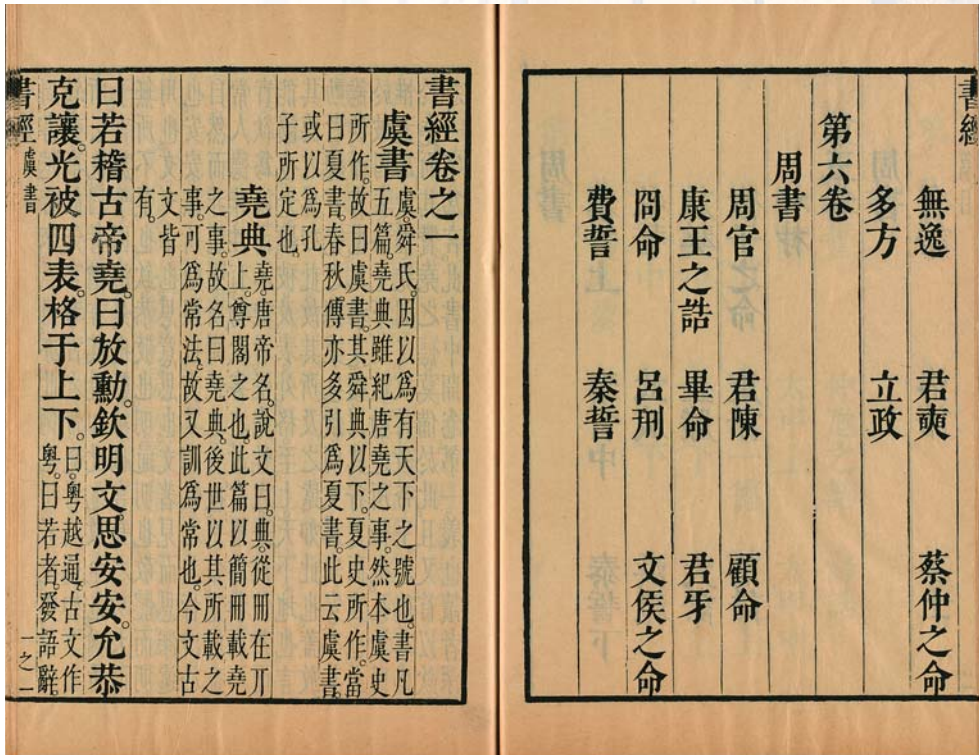 書經
無逸 君奭 蔡仲之命
多方 立政
第六卷
周書
周官 君陳 顧命
康王之誥 畢命 君牙
冏命 呂刑 文侯之命
費誓 秦誓
書經卷之一
虞書 虞。舜氏。因以爲有天下之號也。書凡
五篇。堯典雖紀唐堯之事。然本虞史
所作。故曰虞書。其舜典以下。夏史所作。當
曰夏書。春秋傳亦多引爲夏書。此云虞書。
或以爲孔
子所定也。
堯典 堯。唐帝名。說文曰。典。從冊在丌
上。尊閣之也。此篇以簡冊載堯
之事。故名曰堯典。後世以其所載之
事。可爲常法。故又訓爲常也。今文古
文皆
有。
曰若稽古帝堯。曰放勳。欽明文思安安。允恭
克讓。光被四表。格于上下。 曰。粵越通。古文作
粵。曰若者。發語辭。
書經 虞書 一之一